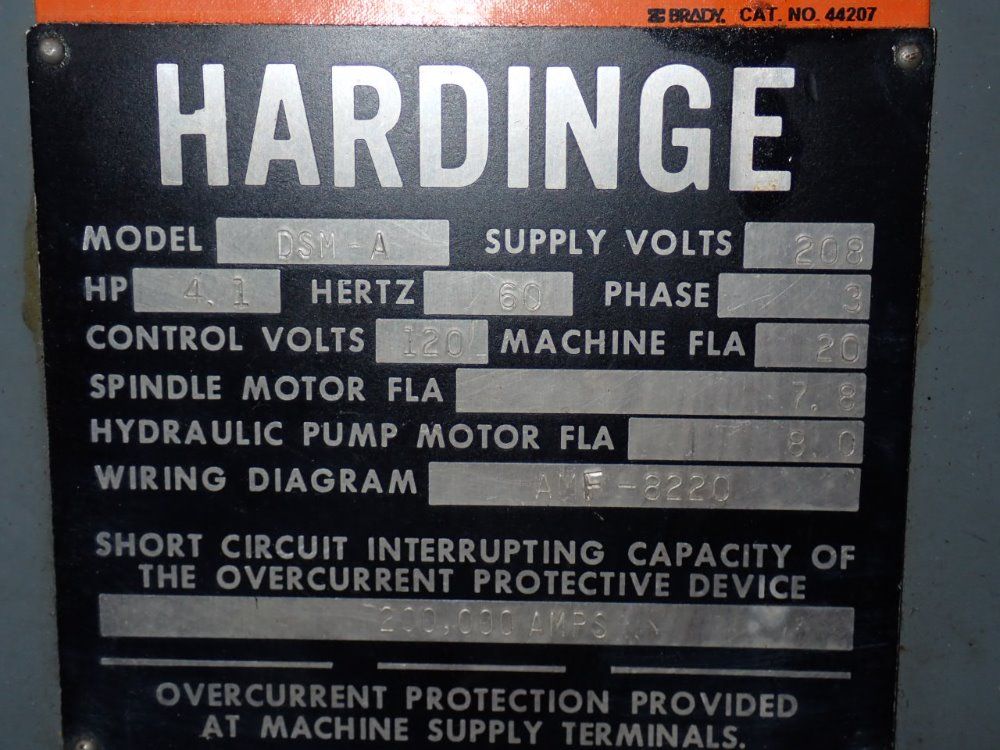 BRADY. CAT. NO. 44207
HARDINGE
MODEL DSM-A SUPPLY VOLTS 208
HP 4.1 HERTZ 60 PHASE 3
CONTROL VOLTS 120 MACHINE FLA 20
SPINDLE MOTOR FLA 7.8
HYDRAULIC PUMP MOTOR FLA 8.0
WIRING DIAGRAM AMF-8220
SHORT CIRCUIT INTERRUPTING CAPACITY OF
THE OVERCURRENT PROTECTIVE DEVICE
200,000 AMPS
OVERCURRENT PROTECTION PROVIDED
AT MACHINE SUPPLY TERMINALS.